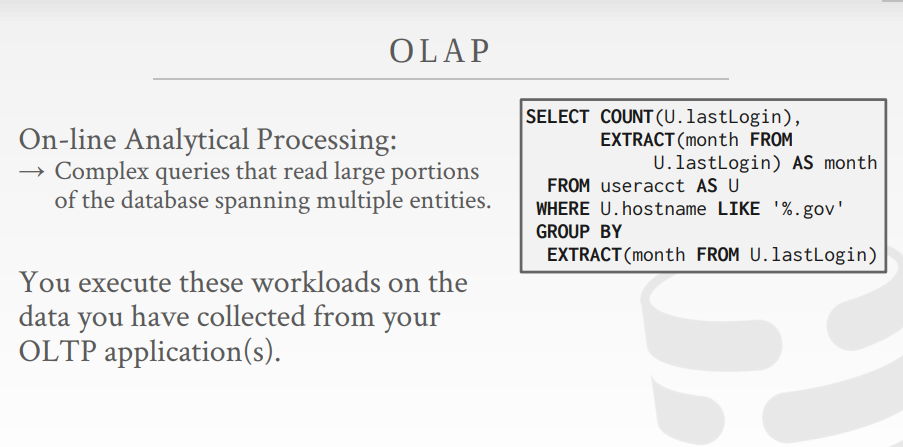 OLAP
On-line Analytical Processing:
→ Complex queries that read large portions
of the database spanning multiple entities.
You execute these workloads on the
data you have collected from your
OLTP application(s).
SELECT COUNT(U.lastLogin),
EXTRACT(month FROM
U.lastLogin) AS month
FROM useracct AS U
WHERE U.hostname LIKE '%.gov'
GROUP BY
EXTRACT(month FROM U.lastLogin)